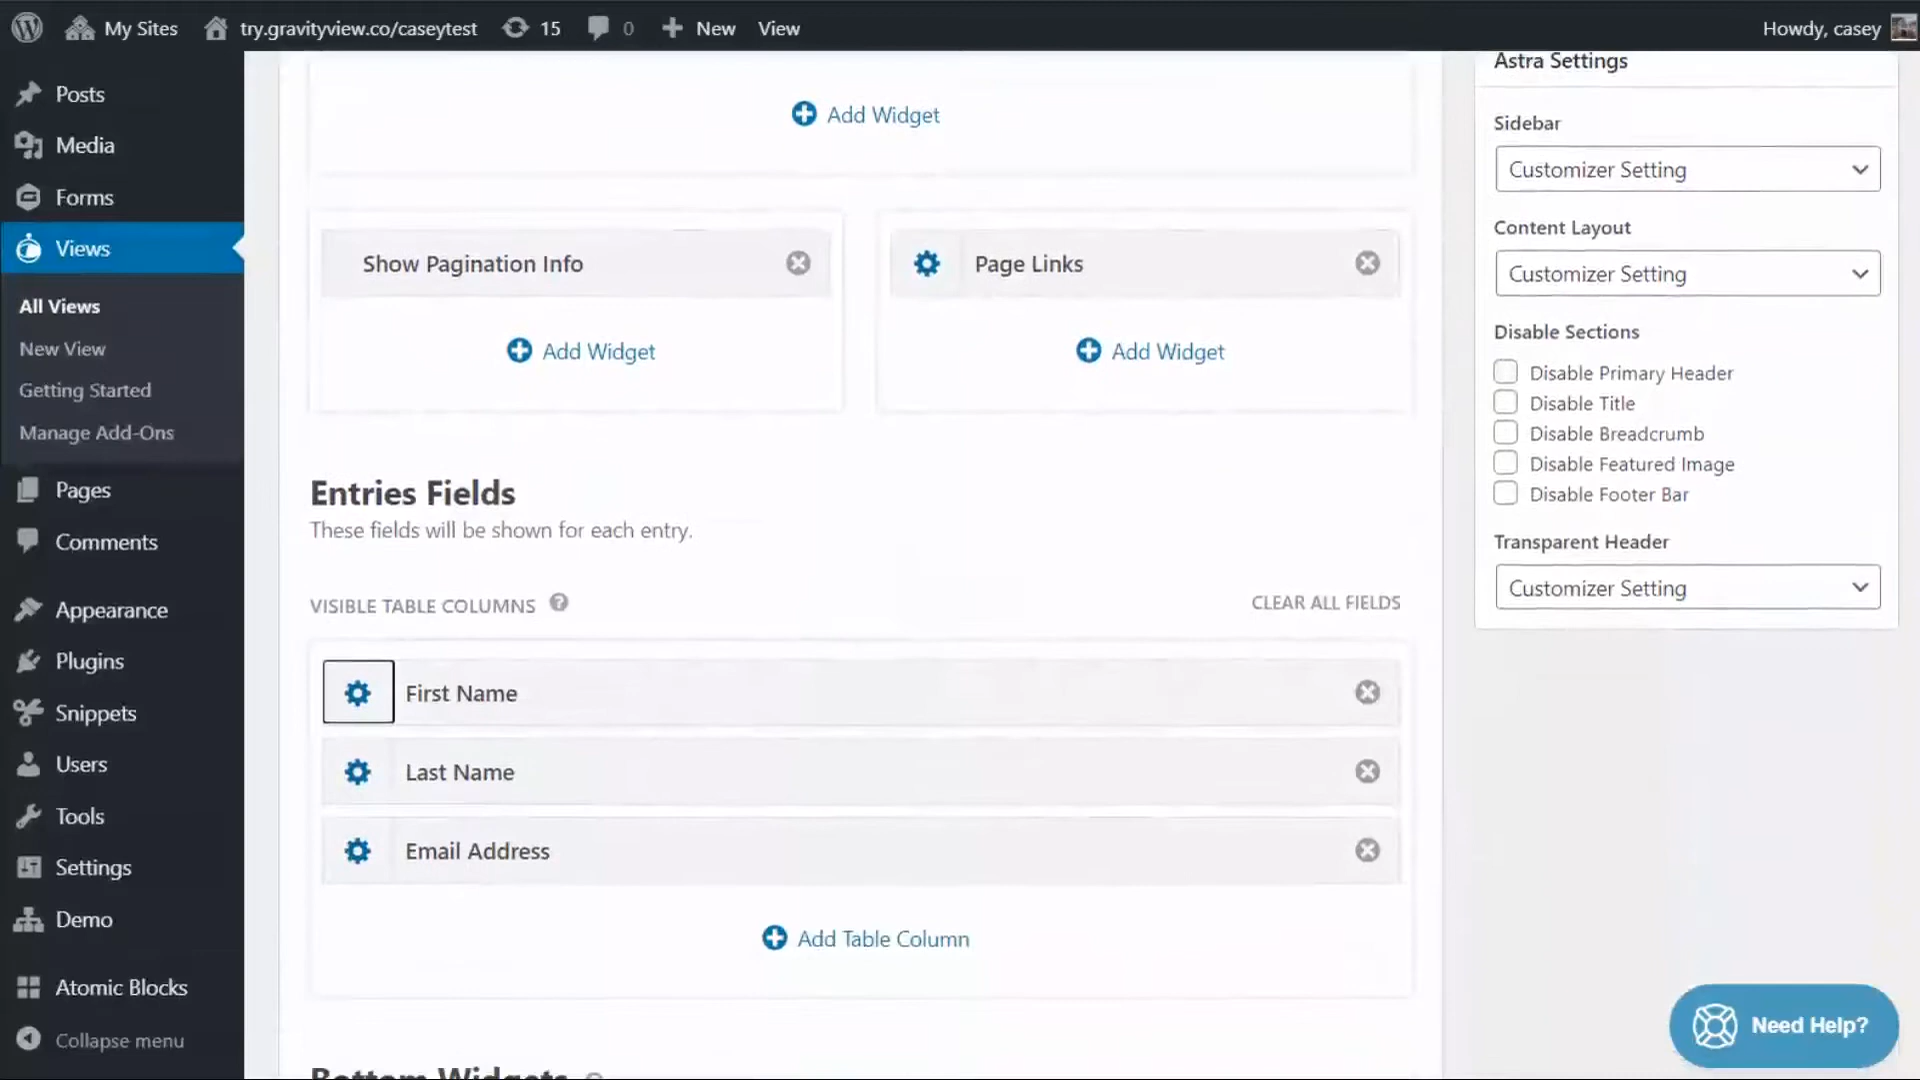 My Sites
try.gravityview.co/caseytest
15
0
New
View
Howdy, casey
Posts
Media
Forms
Views
All Views
New View
Getting Started
Manage Add-Ons
Pages
Comments
Appearance
Plugins
Snippets
Users
Tools
Settings
Demo
Atomic Blocks
Collapse menu
Add Widget
Show Pagination Info
Add Widget
Page Links
Add Widget
Entries Fields
These fields will be shown for each entry.
VISIBLE TABLE COLUMNS
CLEAR ALL FIELDS
First Name
Last Name
Email Address
Add Table Column
Bottom Widgets
Astra Settings
Sidebar
Customizer Setting
Content Layout
Customizer Setting
Disable Sections
Disable Primary Header
Disable Title
Disable Breadcrumb
Disable Featured Image
Disable Footer Bar
Transparent Header
Customizer Setting
Need Help?